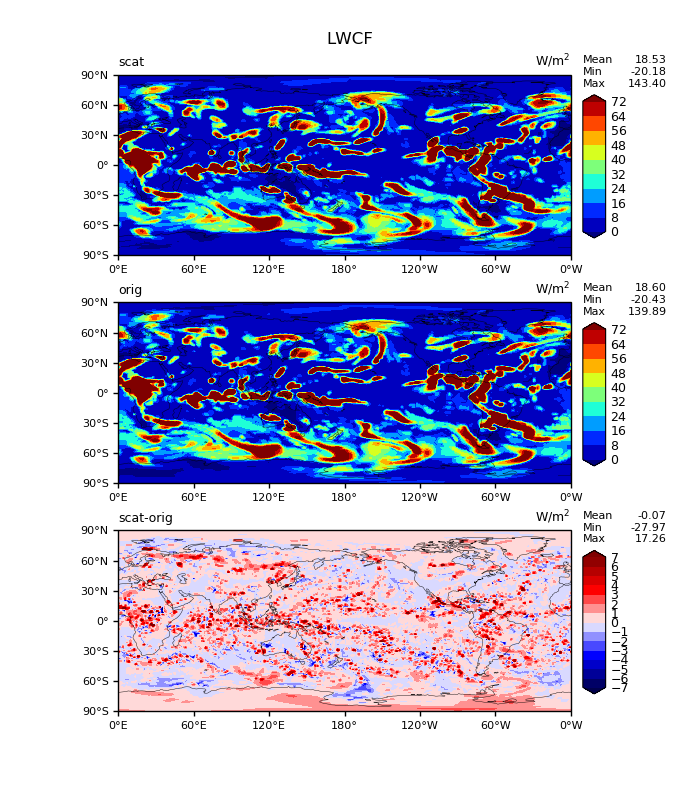 LWCF
scat W/m2 Mean 18.53
Min -20.18
Max 143.40
90°N
60°N
30°N
0°
30°S
60°S
90°S
72
64
56
48
40
32
24
16
8
0
0°E 60°E 120°E 180° 120°W 60°W 0°W
orig W/m2 Mean 18.60
Min -20.43
Max 139.89
90°N
60°N
30°N
0°
30°S
60°S
90°S
72
64
56
48
40
32
24
16
8
0
0°E 60°E 120°E 180° 120°W 60°W 0°W
scat-orig W/m2 Mean -0.07
Min -27.97
Max 17.26
90°N
60°N
30°N
0°
30°S
60°S
90°S
7
6
5
4
3
2
1
0
−1
−2
−3
−4
−5
−6
−7
0°E 60°E 120°E 180° 120°W 60°W 0°W